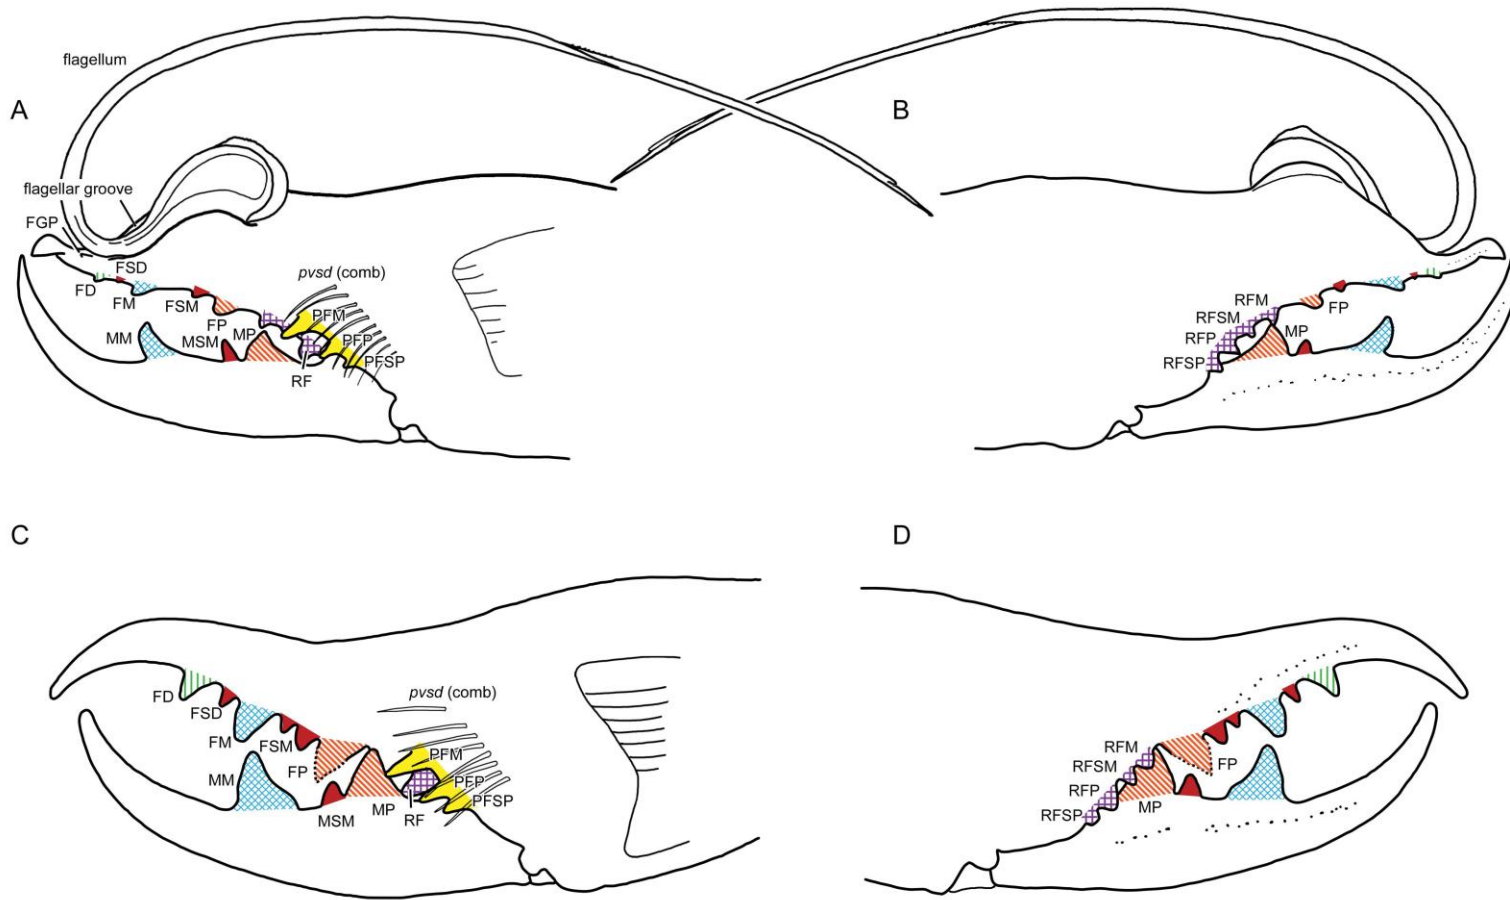 A
flagellum
flagellar groove
FGP
FSD
FD
FM
FSM
FP
MM
MSM
MP
RF
pvsd (comb)
PFM
PFP
PFSP
B
RFM
RFSM
RFP
RFSP
FP
MP
C
FD
FSD
FM
FSM
FP
MM
MSM
MP
RF
pvsd (comb)
PFM
PFP
PFSP
D
RFM
RFSM
RFP
RFSP
FP
MP